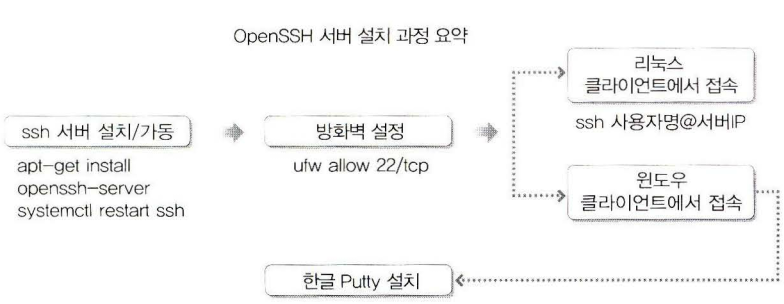 OpenSSH 서버 설치 과정 요약
ssh 서버 설치/가동
apt-get install
openssh-server
systemctl restart ssh
방화벽 설정
ufw allow 22/tcp
리눅스
클라이언트에서 접속
ssh 사용자명@서버IP
윈도우
클라이언트에서 접속
한글 Putty 설치